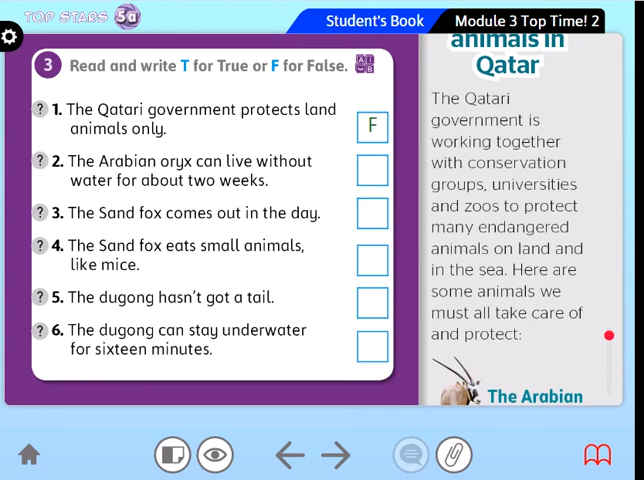 TOP STARS 5a
Student's Book
Module 3 Top Time! 2
3 Read and write T for True or F for False.
? 1. The Qatari government protects land
animals only.
F
? 2. The Arabian oryx can live without
water for about two weeks.
? 3. The Sand fox comes out in the day.
? 4. The Sand fox eats small animals,
like mice.
? 5. The dugong hasn't got a tail.
? 6. The dugong can stay underwater
for sixteen minutes.
animals in
Qatar
The Qatari
government is
working together
with conservation
groups, universities
and zoos to protect
many endangered
animals on land and
in the sea. Here are
some animals we
must all take care of
and protect:
The Arabian